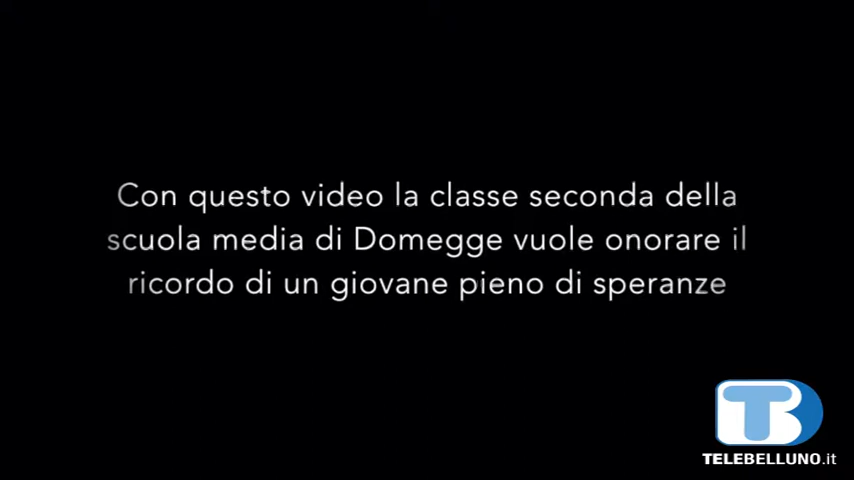 Con questo video la classe seconda della
scuola media di Domegge vuole onorare il
ricordo di un giovane pieno di speranze
TB
TELEBELLUNO.it